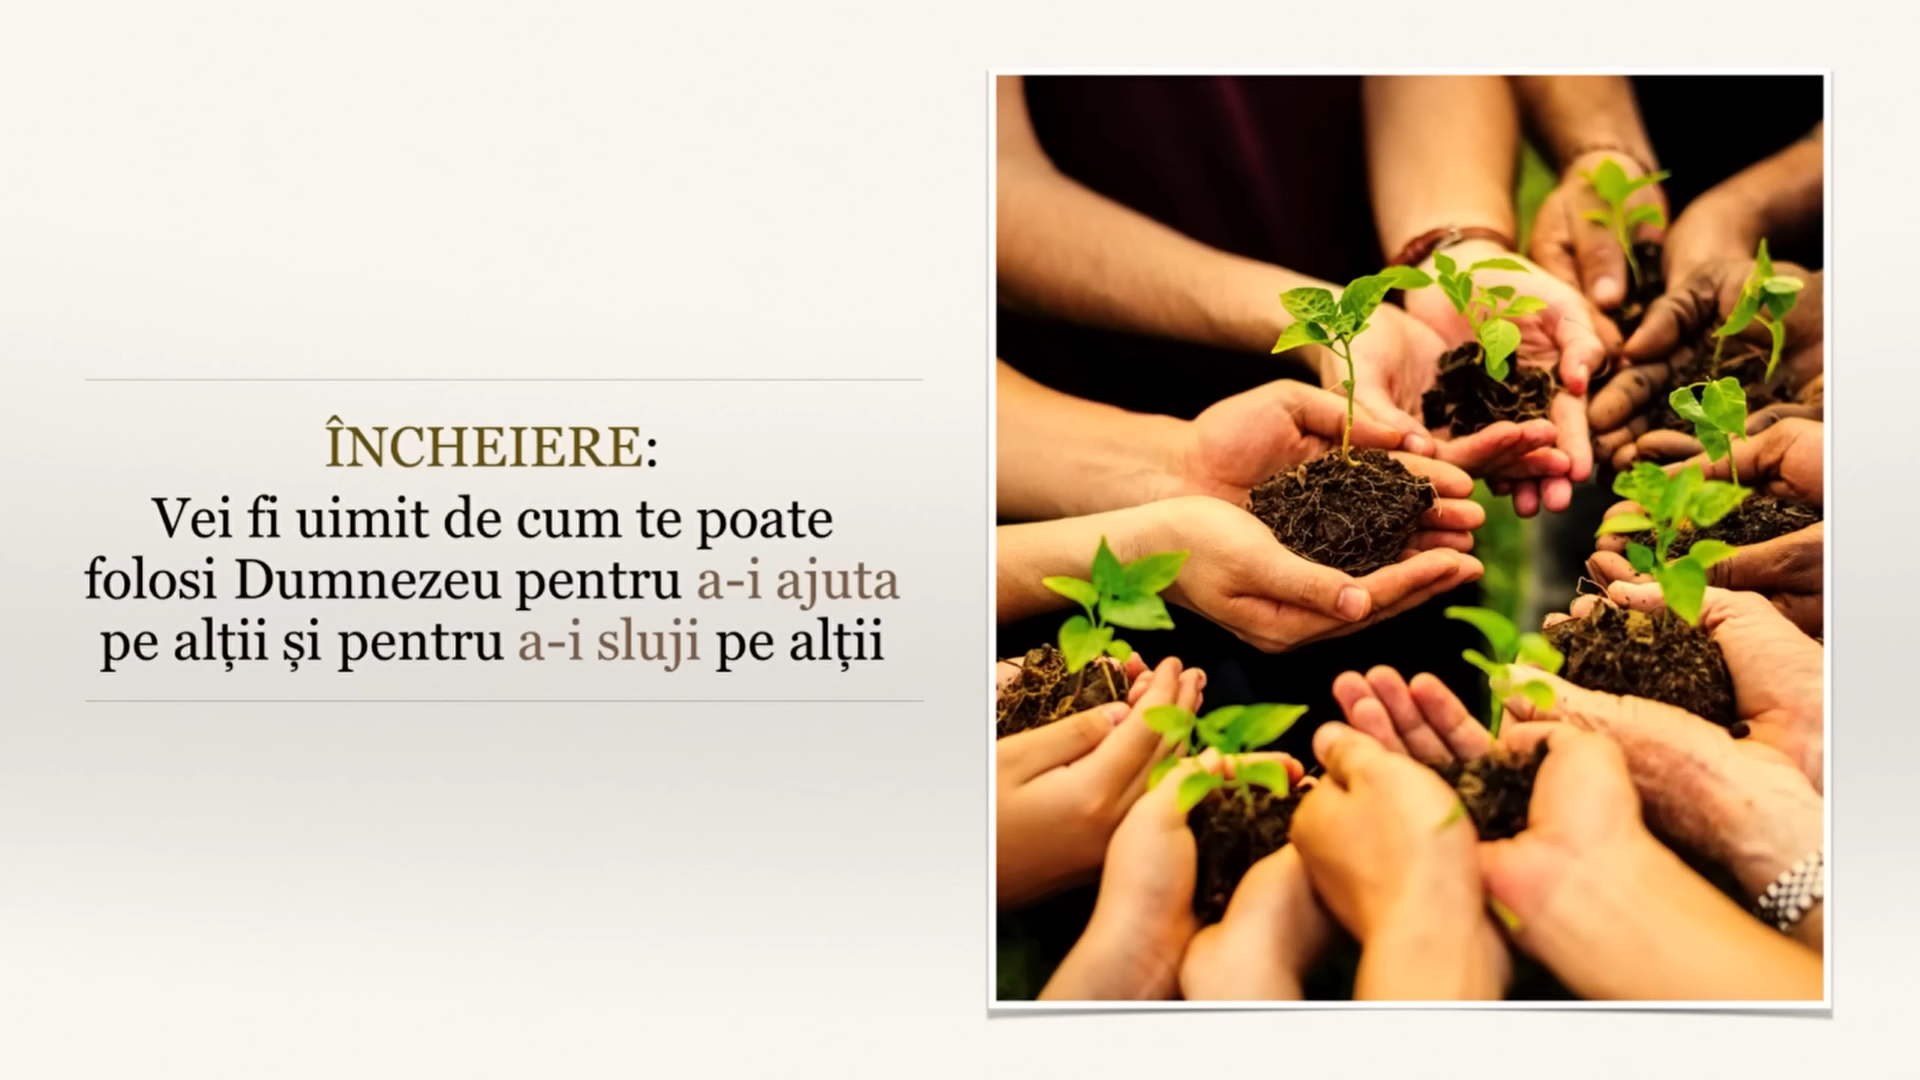 ÎNCHEIERE:
Vei fi uimit de cum te poate
folosi Dumnezeu pentru a-i ajuta
pe alții și pentru a-i sluji pe alții